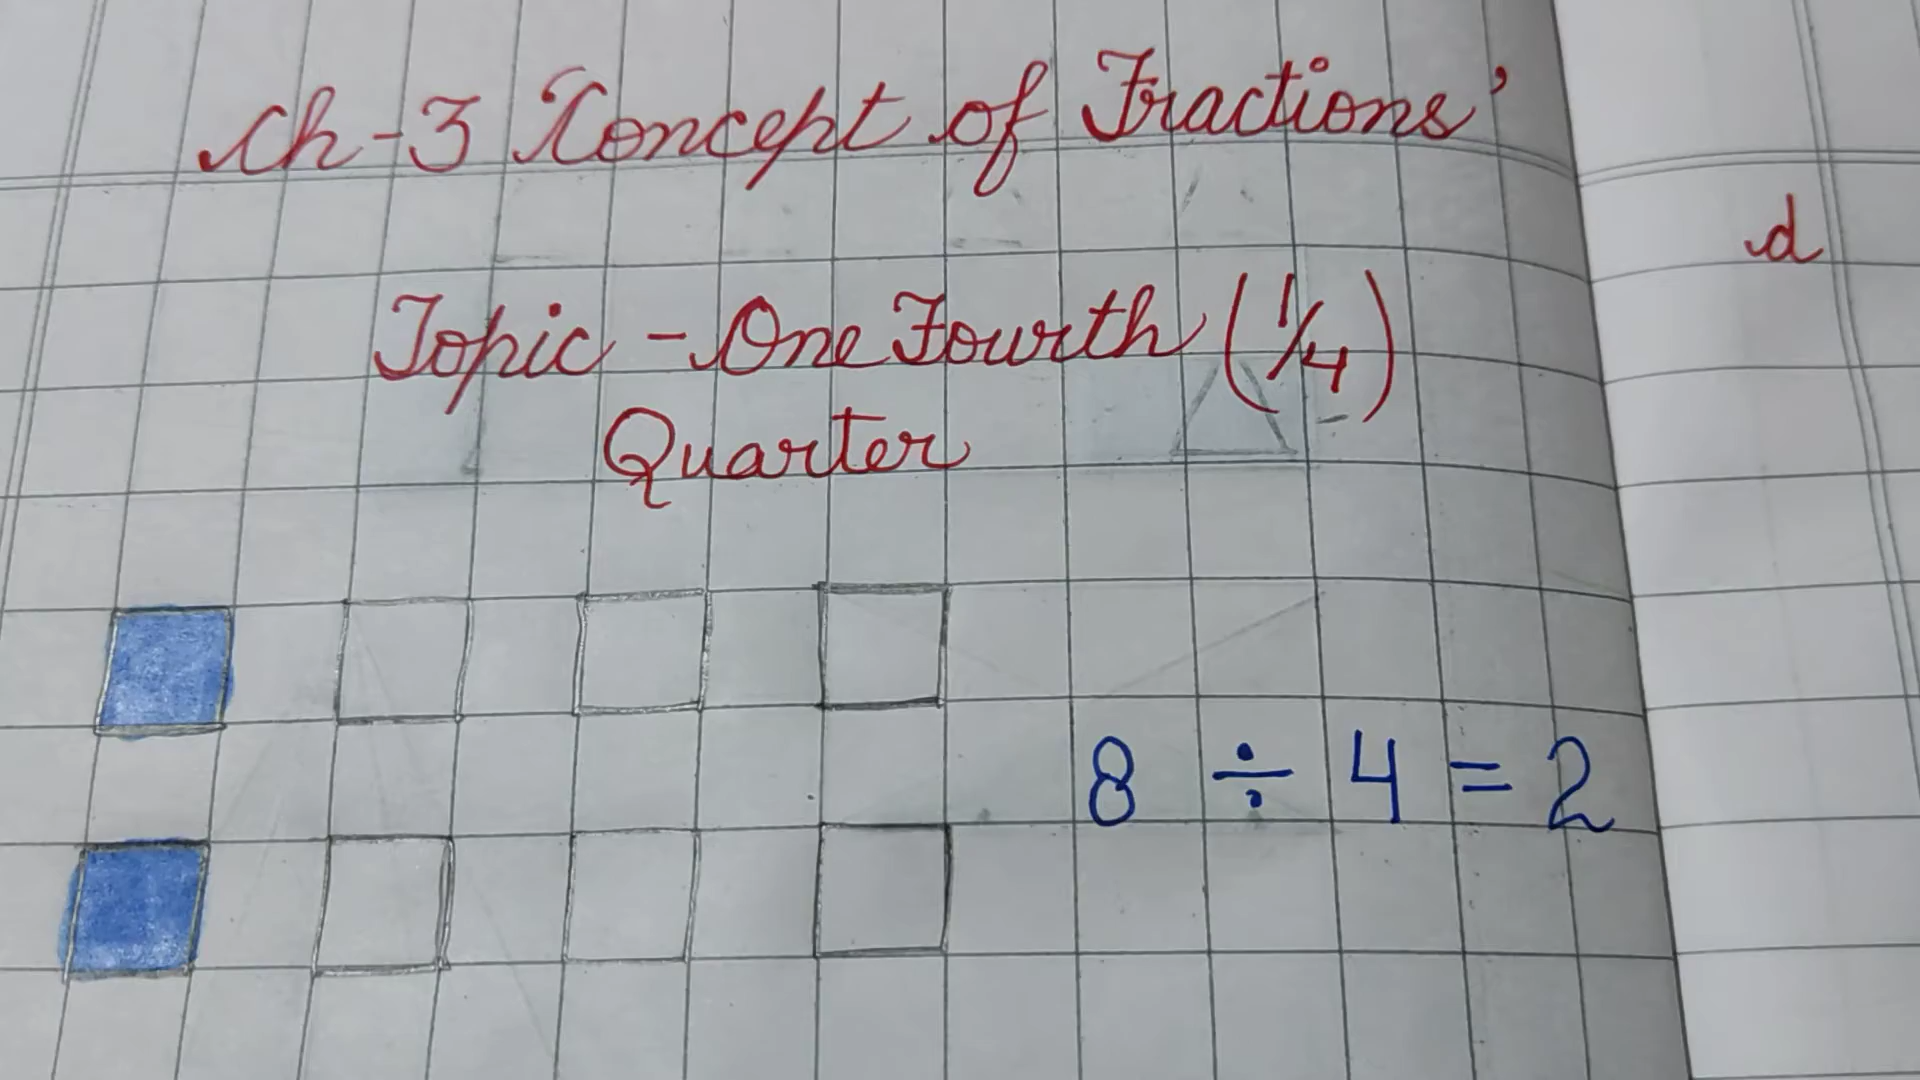 Ch-3 'Concept of Fractions'
Topic - One Fourth (1/4)
Quarter
8 ÷ 4 = 2
d